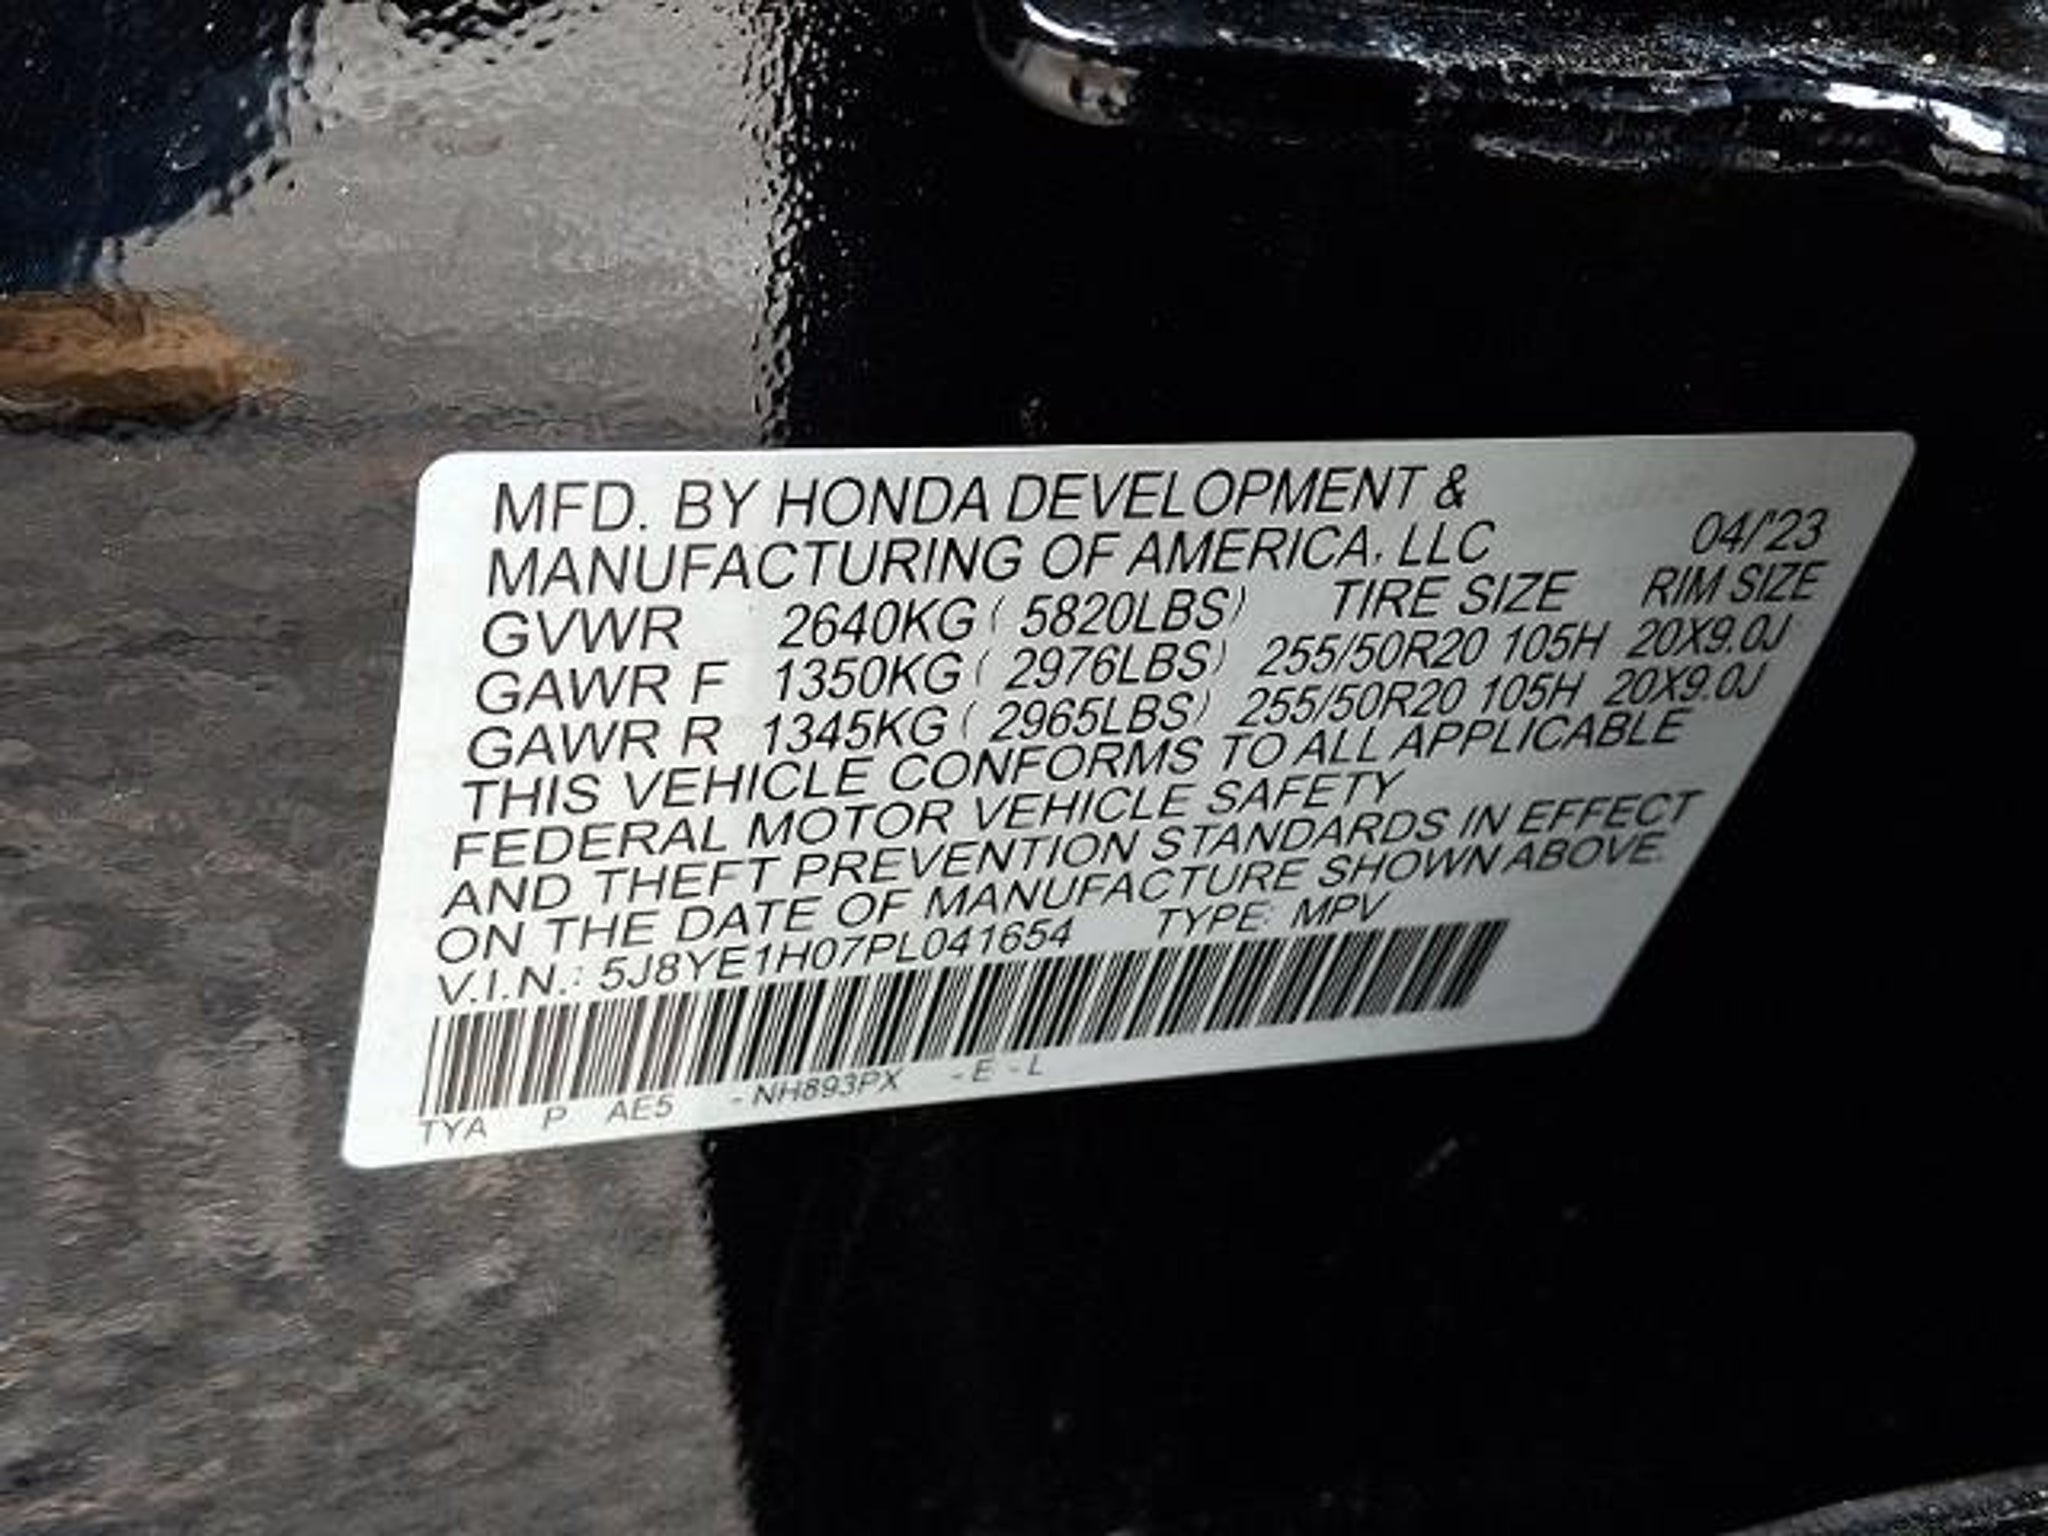 MFD. BY HONDA DEVELOPMENT &
MANUFACTURING OF AMERICA, LLC 04/'23
GVWR 2640KG ( 5820LBS) TIRE SIZE RIM SIZE
GAWR F 1350KG ( 2976LBS) 255/50R20 105H 20X9.0J
GAWR R 1345KG ( 2965LBS) 255/50R20 105H 20X9.0J
THIS VEHICLE CONFORMS TO ALL APPLICABLE
FEDERAL MOTOR VEHICLE SAFETY
AND THEFT PREVENTION STANDARDS IN EFFECT
ON THE DATE OF MANUFACTURE SHOWN ABOVE.
V.I.N.: 5J8YE1H07PL041654 TYPE: MPV
TYA P AE5 -NH893PX -E-L